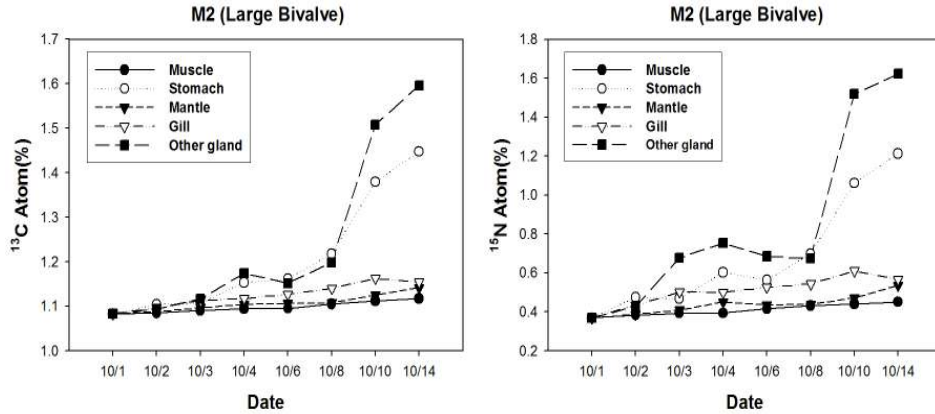 M2 (Large Bivalve)
1.7
1.6
1.5
1.4
1.3
1.2
1.1
1.0
13C Atom(%)
Muscle
Stomach
Mantle
Gill
Other gland
10/1 10/2 10/3 10/4 10/6 10/8 10/10 10/14
Date
M2 (Large Bivalve)
1.8
1.6
1.4
1.2
1.0
0.8
0.6
0.4
0.2
15N Atom(%)
Muscle
Stomach
Mantle
Gill
Other gland
10/1 10/2 10/3 10/4 10/6 10/8 10/10 10/14
Date